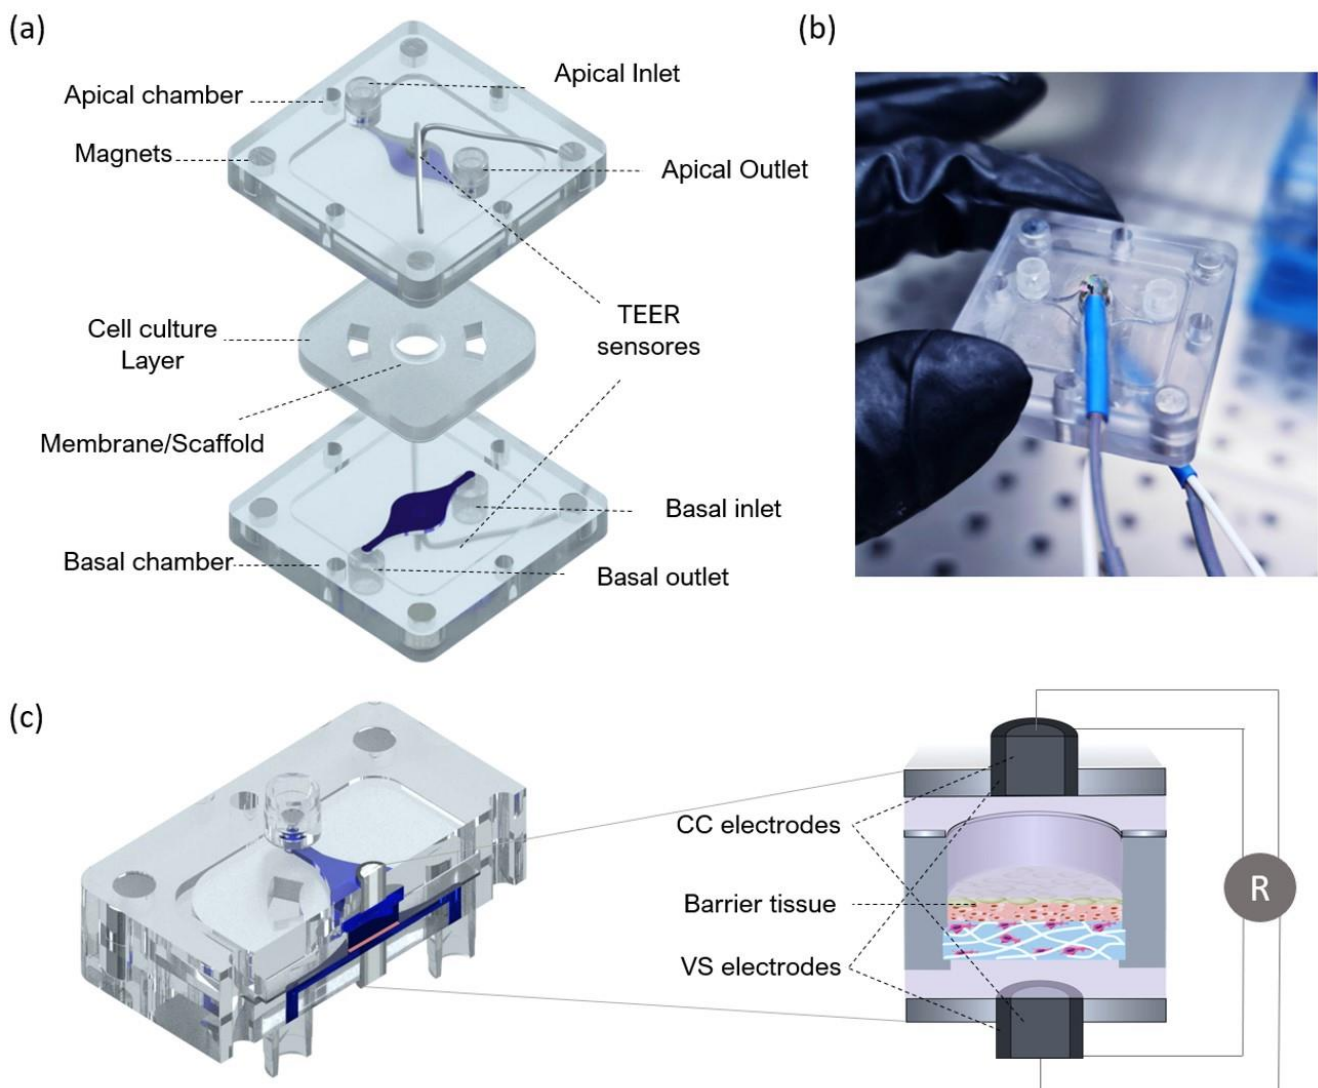 (a)
Apical Inlet
Apical chamber
Magnets
Apical Outlet
Cell culture
Layer
TEER
sensores
Membrane/Scaffold
Basal inlet
Basal chamber
Basal outlet
(b)
(c)
CC electrodes
Barrier tissue
VS electrodes
R